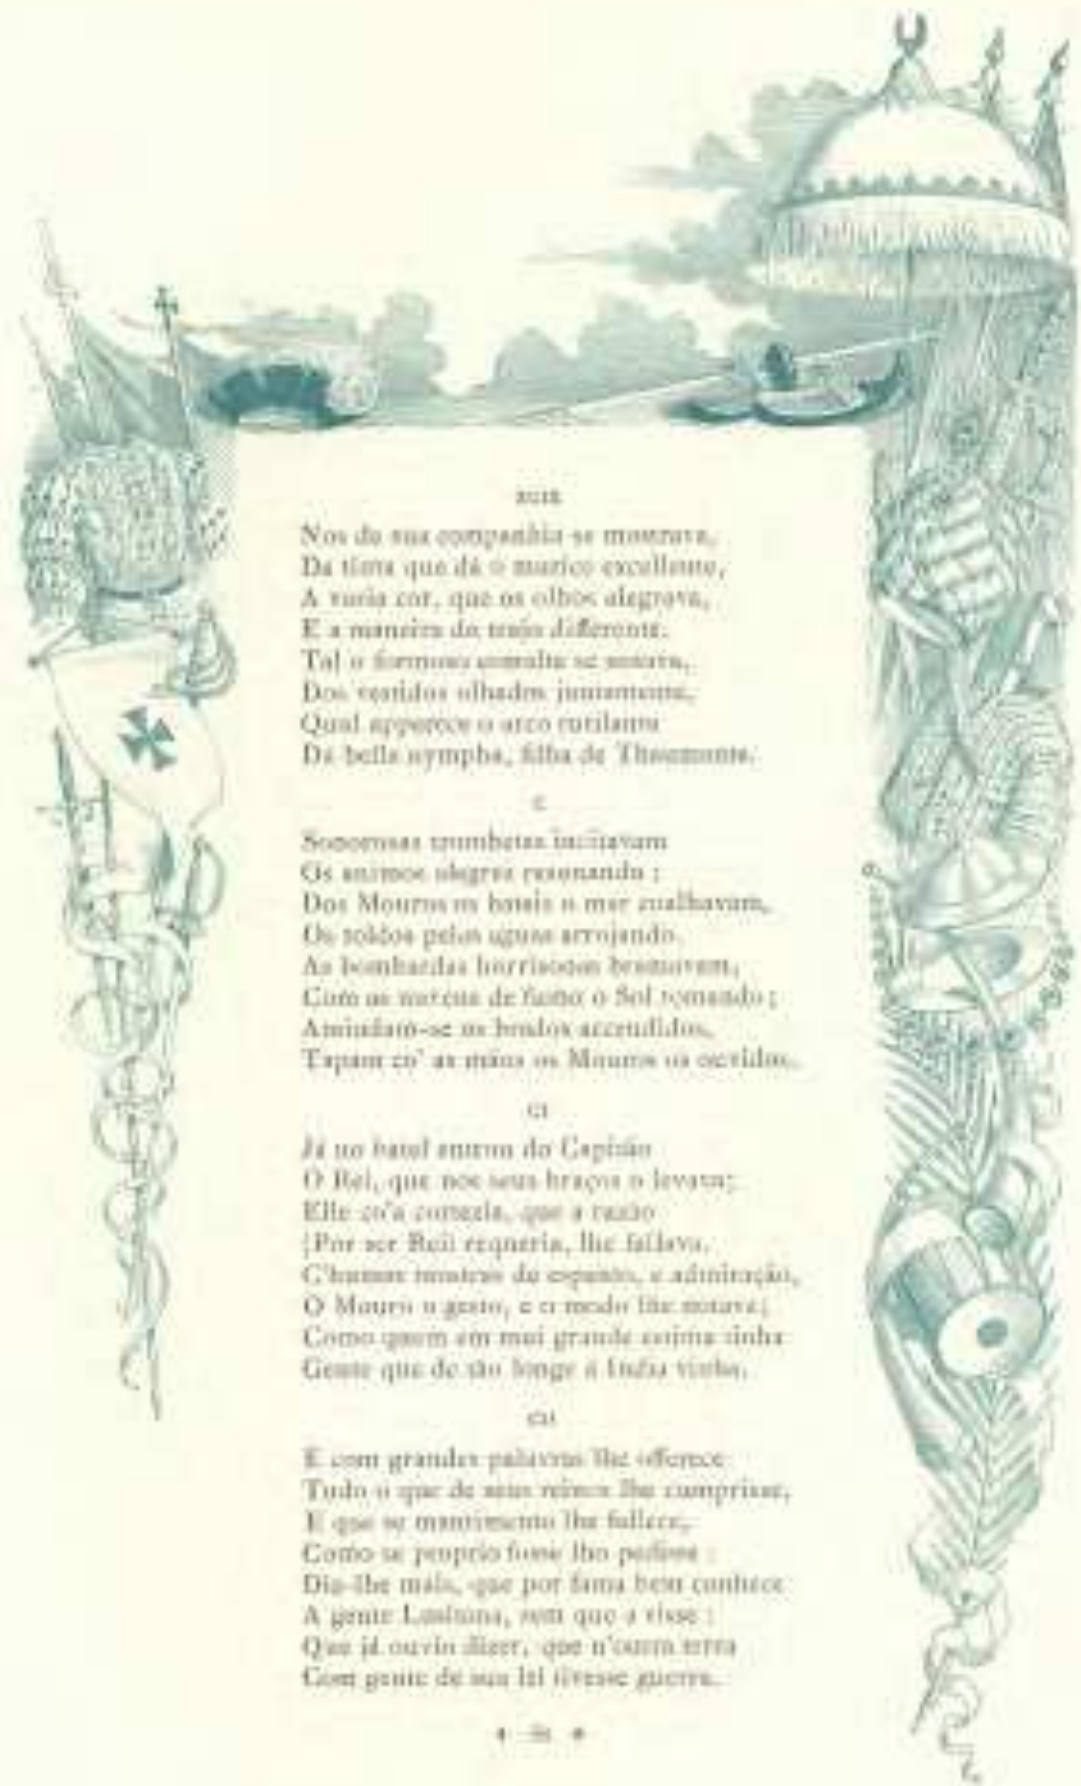 XCIX
Nos da sua companhia se mostrava,
Da tinta que dá o murice excellente,
A varia cor, que os olhos alegrava,
E a maneira do trajo differente.
Tal o formoso esmalte se notava,
Dos vestidos olhados juntamente,
Qual apparece o arco rutilante
Da bella nympha, filha de Thaumante.
C
Sonorosas trombetas incitavam
Os animos alegres resonando;
Dos Mouros os bateis o mar coalhavam,
Os toldos pelas aguas arrojando.
As bombardas horrisonas bramavam,
Com as nuvens de fumo o Sol tomando;
Amiudam-se os brados accendidos,
Tapam co' as mãos os Mouros os ouvidos.
CI
Já no batel entrou do Capitão
O Rei, que nos seus braços o levava;
Elle co'a cortezia, que a razão
(Por ser Rei) requeria, lhe fallava.
C'humas mostras de espanto, e admiração,
O Mouro o gesto, e o modo lhe notava;
Como quem em mui grande estima tinha
Gente que de tão longe á India vinha.
CII
E com grandes palavras lhe offerece
Tudo o que de seus reinos lhe cumprisse,
E que se mantimento lhe fallece,
Como se proprio fosse lho pedisse:
Diz-lhe mais, que por fama bem conhece
A gente Lusitana, sem que a visse:
Que já ouvio dizer, que n'outra terra
Com gente de sua lei tivesse guerra.